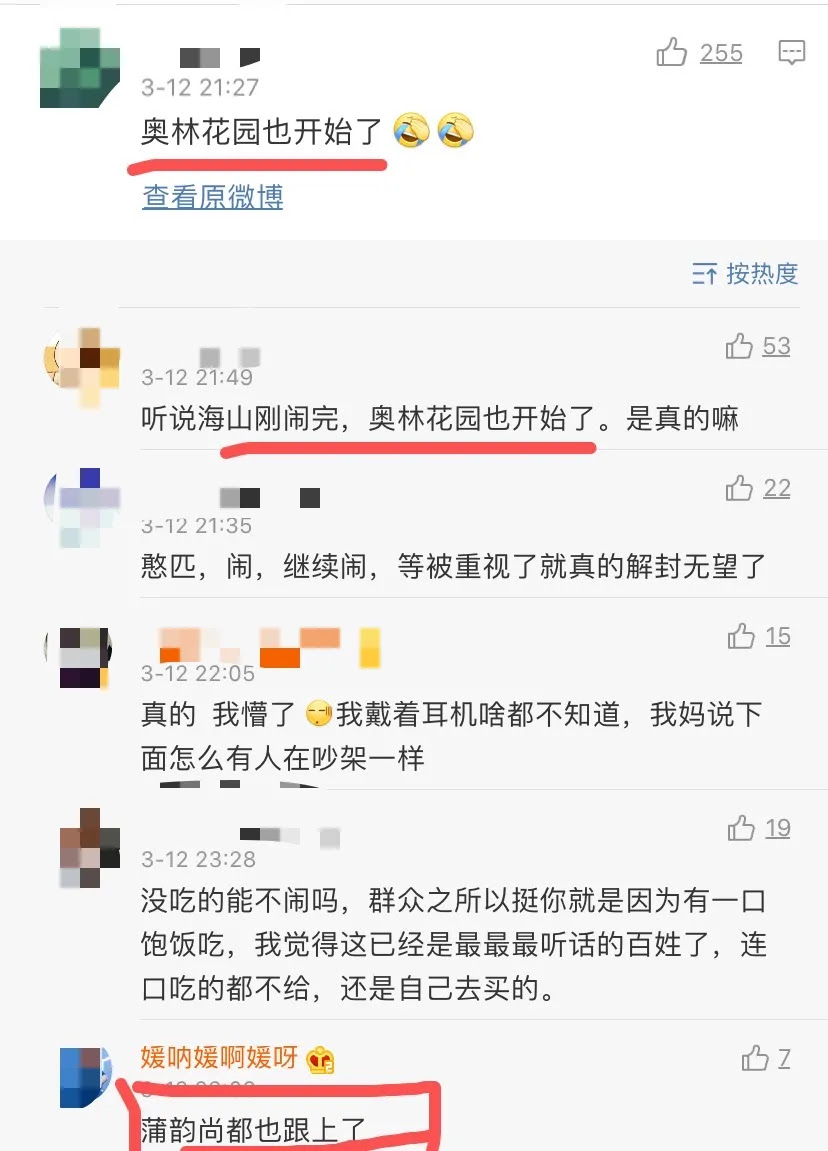 255
3-12 21:27
奥林花园也开始了
查看原微博
按热度
53
3-12 21:49
听说海山刚闹完，奥林花园也开始了。是真的嘛
22
3-12 21:35
憨匹，闹，继续闹，等被重视了就真的解封无望了
15
3-12 22:05
真的 我懵了 我戴着耳机啥都不知道，我妈说下
面怎么有人在吵架一样
19
3-12 23:28
没吃的能不闹吗，群众之所以挺你就是因为有一口
饱饭吃，我觉得这已经是最最最听话的百姓了，连
口吃的都不给，还是自己去买的。
媛呐媛啊媛呀
7
蒲韵尚都也跟上了